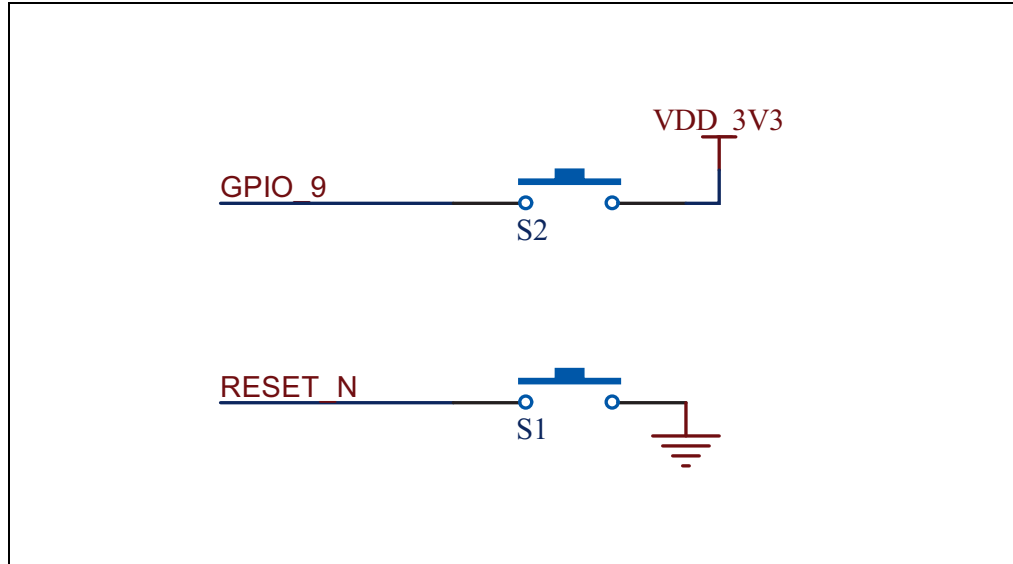 VDD_3V3
GPIO_9
S2
RESET_N
S1